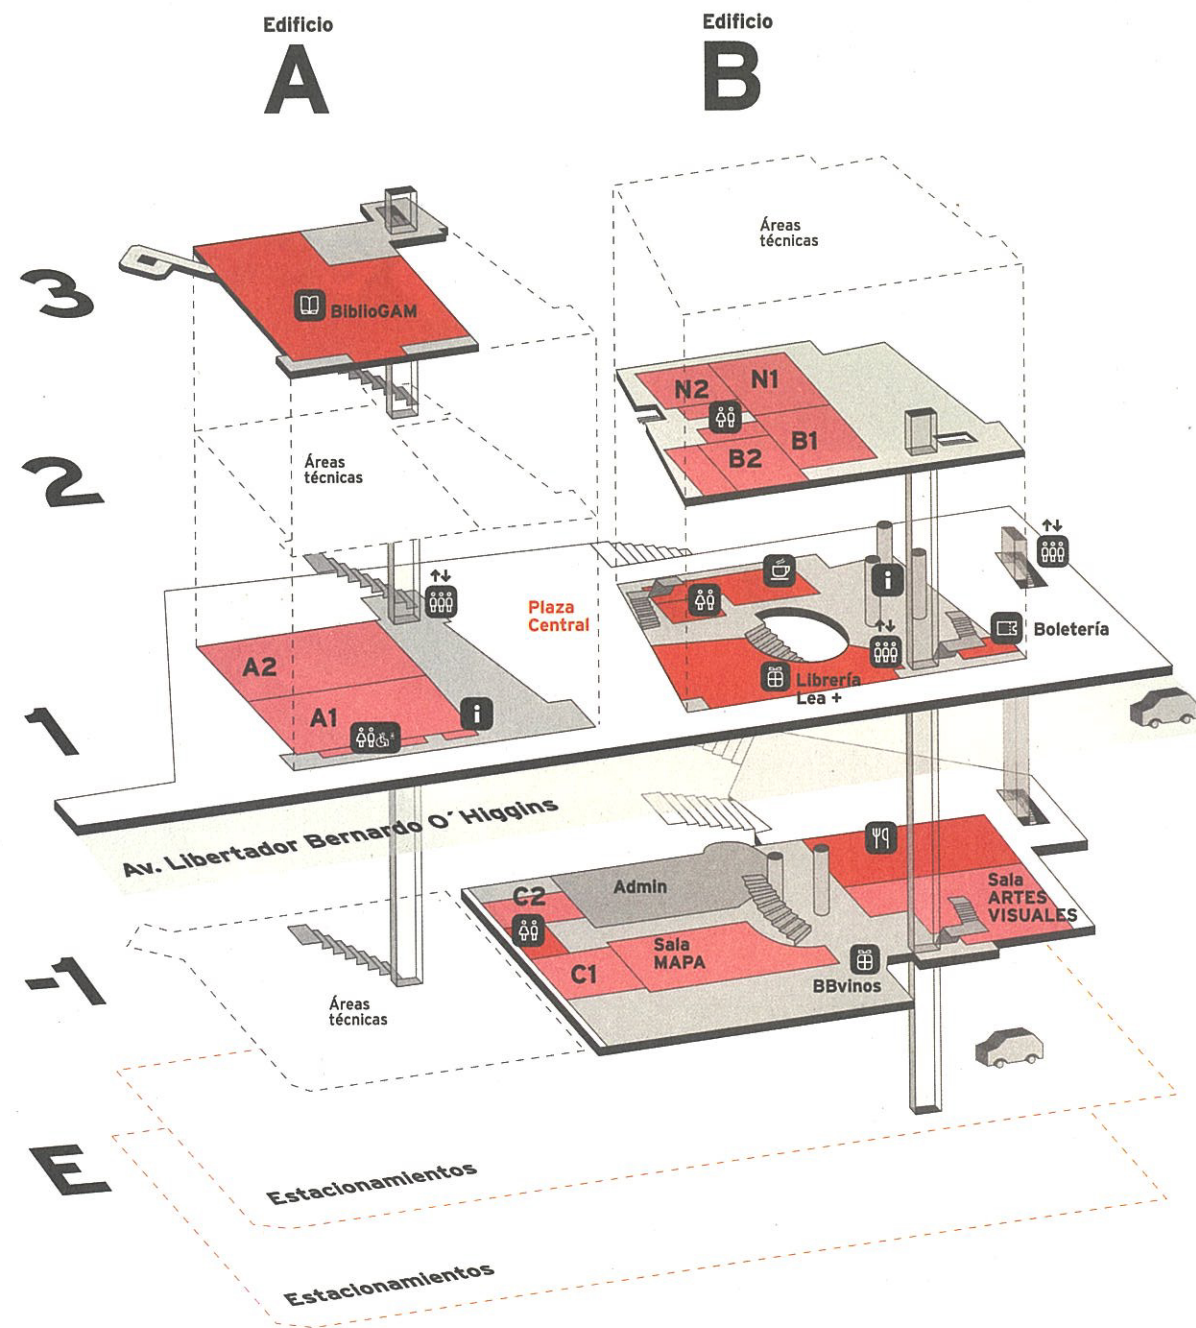 Edificio
A
Edificio
B
3
BiblioGAM
Áreas
técnicas
2
Áreas
técnicas
N2
N1
B2
B1
1
A2
A1
i
Plaza
Central
i
Boletería
Librería
Lea +
Av. Libertador Bernardo O´Higgins
-1
Áreas
técnicas
C2
Admin
C1
Sala
MAPA
BBvinos
Sala
ARTES
VISUALES
E
Estacionamientos
Estacionamientos